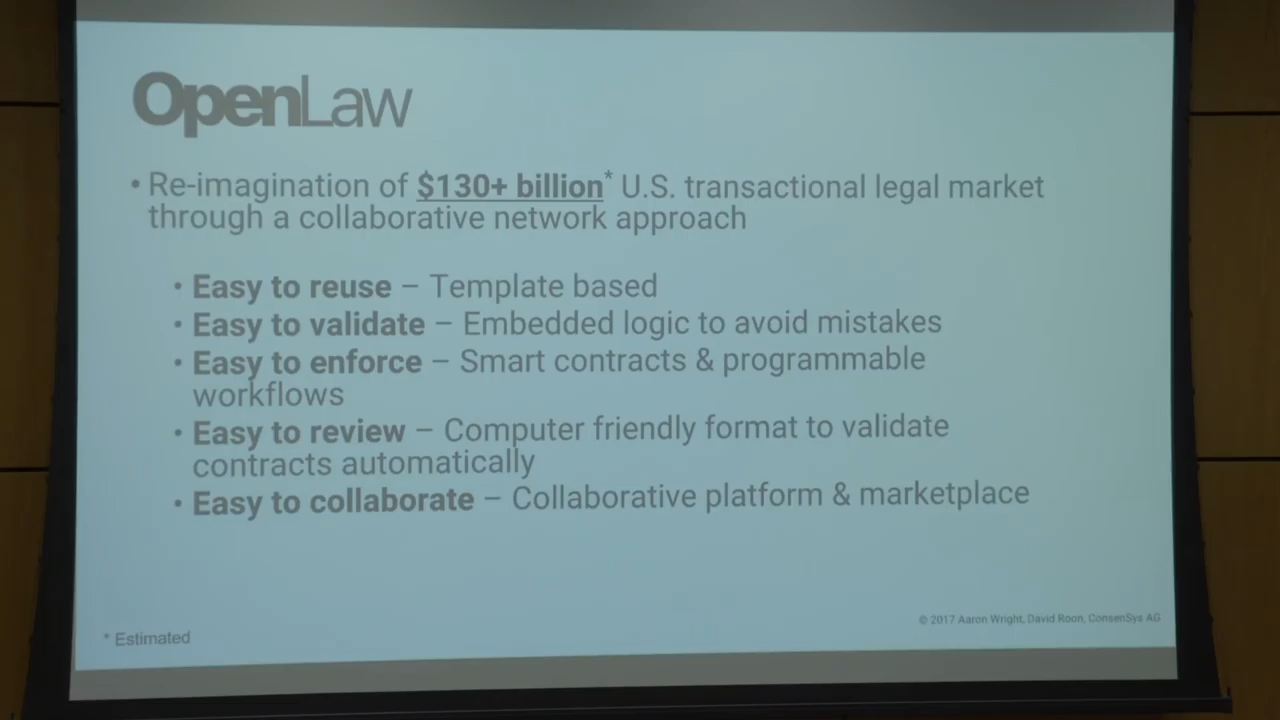 OpenLaw
• Re-imagination of $130+ billion* U.S. transactional legal market
through a collaborative network approach
• Easy to reuse – Template based
• Easy to validate – Embedded logic to avoid mistakes
• Easy to enforce – Smart contracts & programmable
workflows
• Easy to review – Computer friendly format to validate
contracts automatically
• Easy to collaborate – Collaborative platform & marketplace
© 2017 Aaron Wright, David Roon, ConsenSys AG
* Estimated